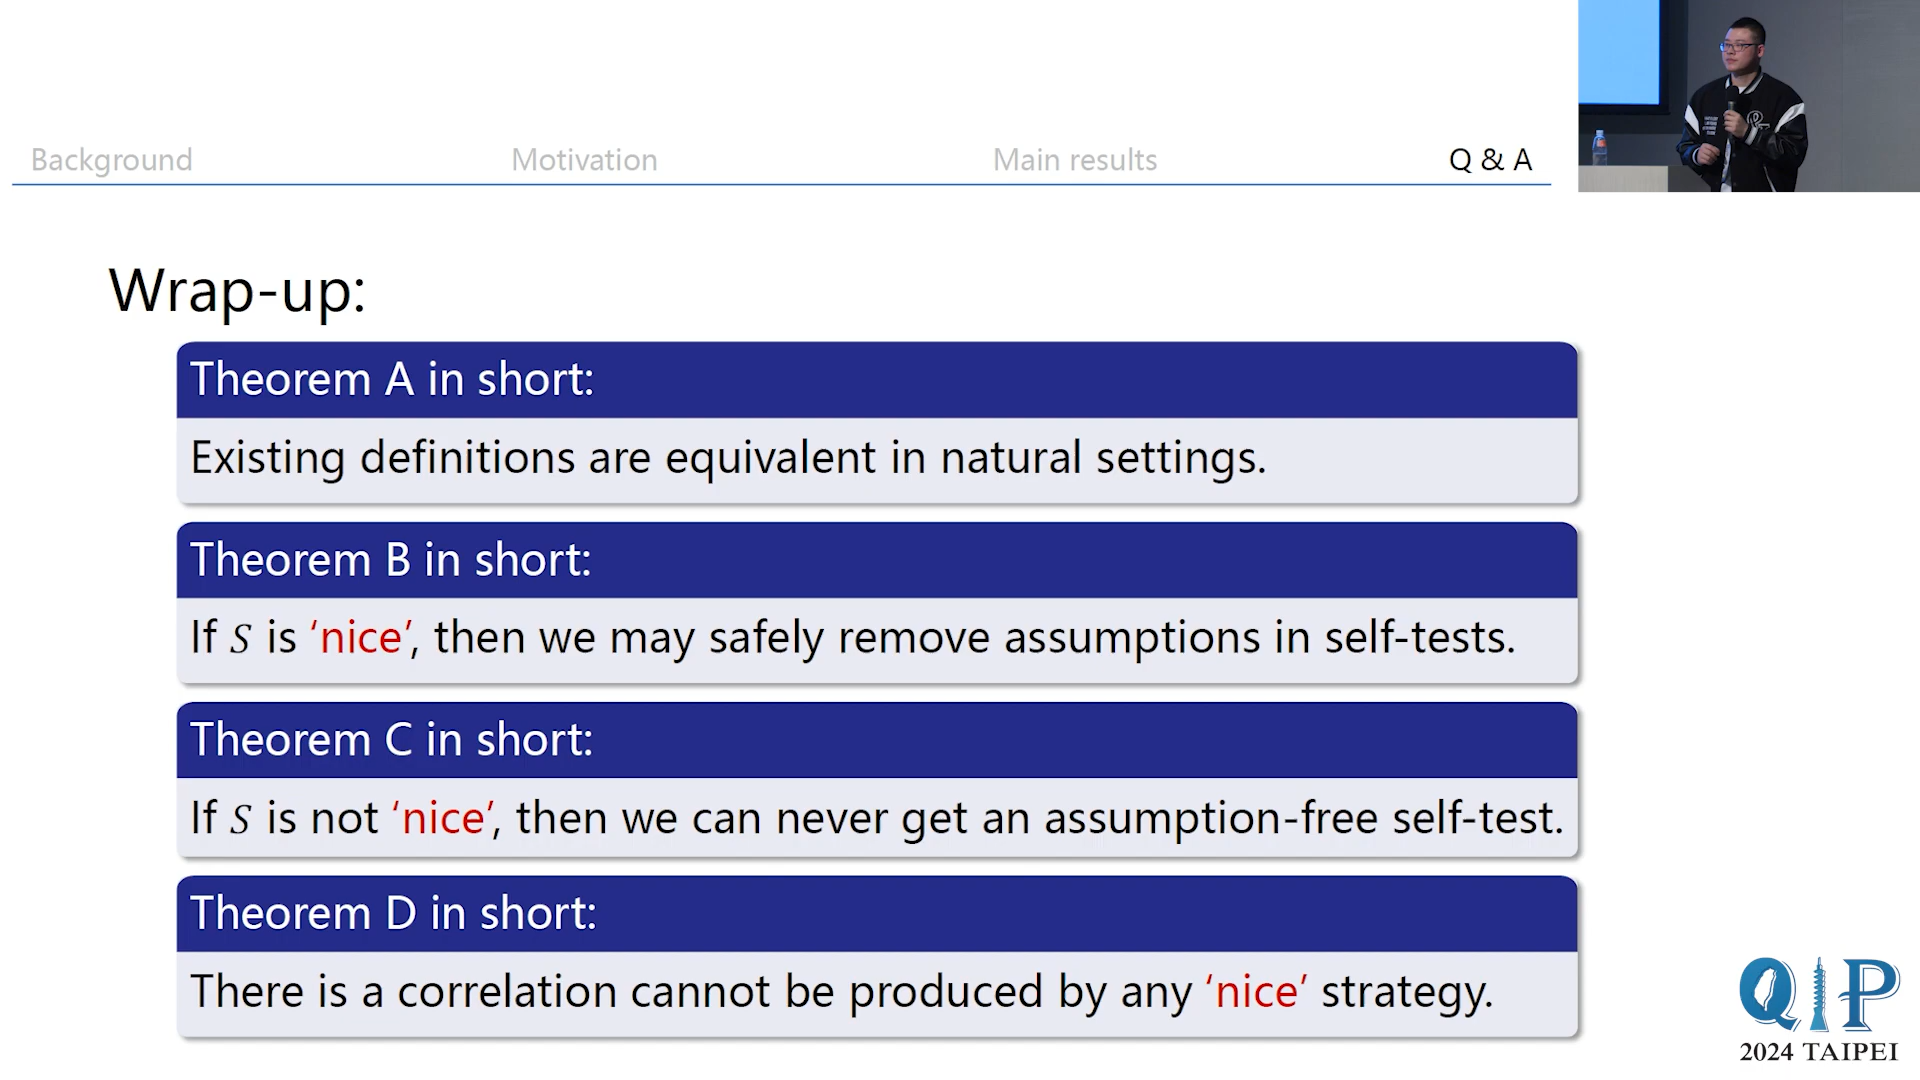 Background Motivation Main results Q & A
Wrap-up:
Theorem A in short:
Existing definitions are equivalent in natural settings.
Theorem B in short:
If S is ‘nice’, then we may safely remove assumptions in self-tests.
Theorem C in short:
If S is not ‘nice’, then we can never get an assumption-free self-test.
Theorem D in short:
There is a correlation cannot be produced by any ‘nice’ strategy.
QIP
2024 TAIPEI